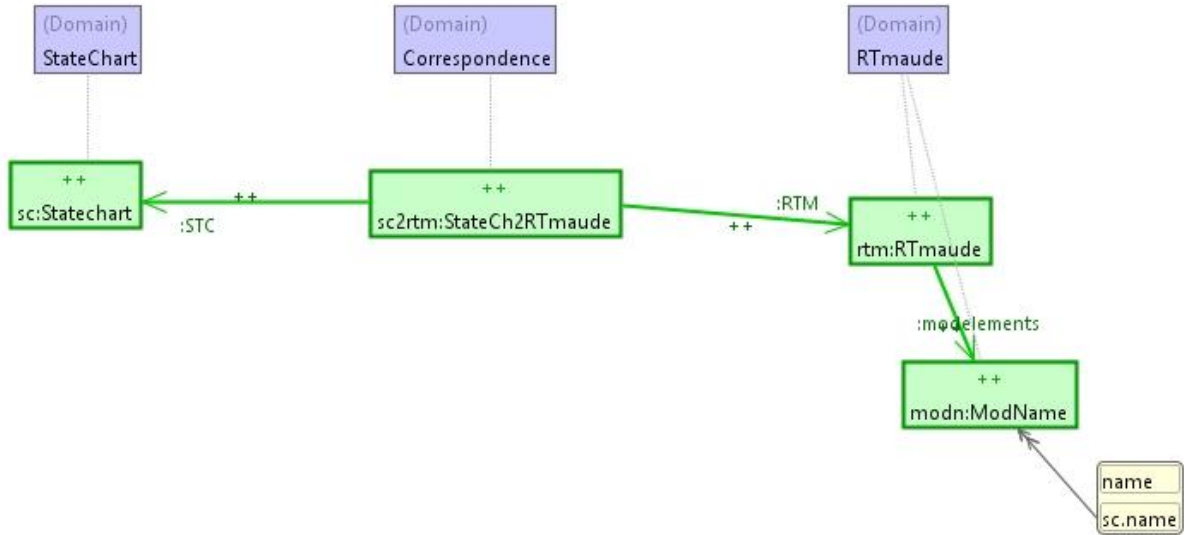 (Domain)
StateChart
(Domain)
Correspondence
(Domain)
RTmaude
++
sc:Statechart
++
:STC
++
sc2rtm:StateCh2RTmaude
:RTM
++
++
rtm:RTmaude
:modelements
++
++
modn:ModName
name
sc.name